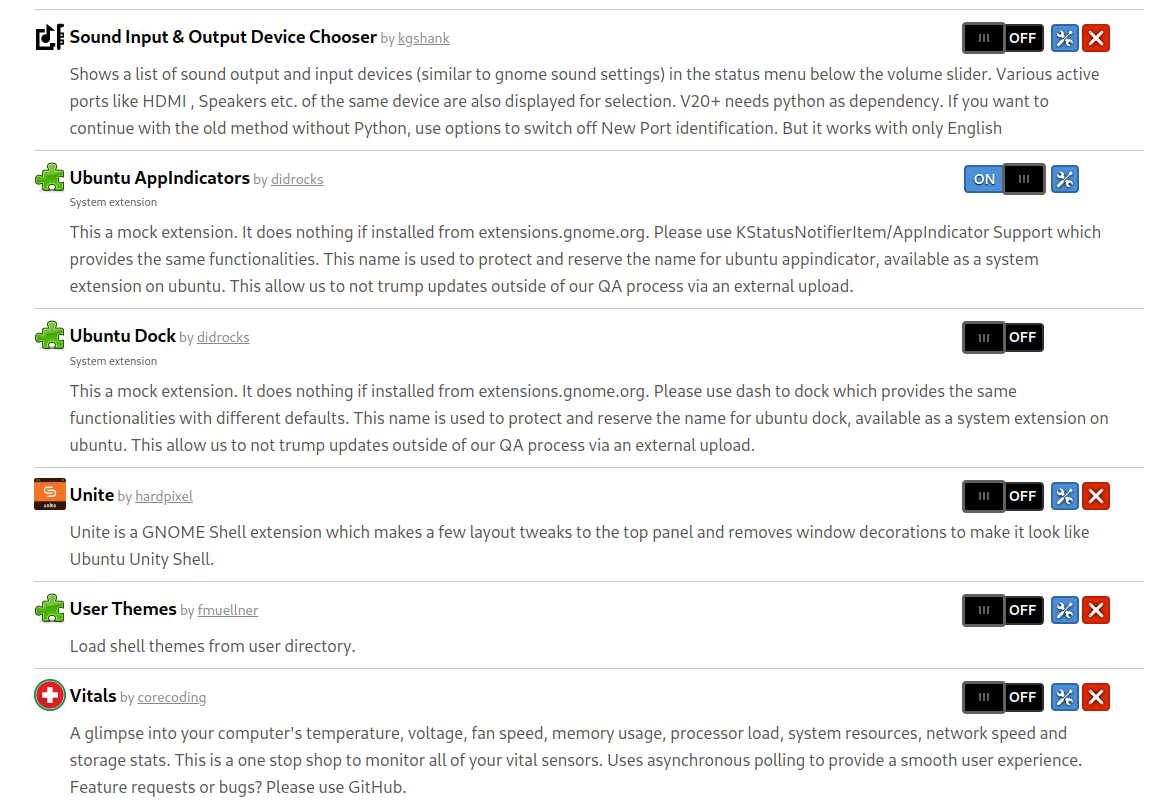 Sound Input & Output Device Chooser by kgshank
OFF
Shows a list of sound output and input devices (similar to gnome sound settings) in the status menu below the volume slider. Various active
ports like HDMI , Speakers etc. of the same device are also displayed for selection. V20+ needs python as dependency. If you want to
continue with the old method without Python, use options to switch off New Port identification. But it works with only English
Ubuntu AppIndicators by didrocks
ON
System extension
This a mock extension. It does nothing if installed from extensions.gnome.org. Please use KStatusNotifierItem/AppIndicator Support which
provides the same functionalities. This name is used to protect and reserve the name for ubuntu appindicator, available as a system
extension on ubuntu. This allow us to not trump updates outside of our QA process via an external upload.
Ubuntu Dock by didrocks
OFF
System extension
This a mock extension. It does nothing if installed from extensions.gnome.org. Please use dash to dock which provides the same
functionalities with different defaults. This name is used to protect and reserve the name for ubuntu dock, available as a system extension on
ubuntu. This allow us to not trump updates outside of our QA process via an external upload.
unite
Unite by hardpixel
OFF
Unite is a GNOME Shell extension which makes a few layout tweaks to the top panel and removes window decorations to make it look like
Ubuntu Unity Shell.
User Themes by fmuellner
OFF
Load shell themes from user directory.
Vitals by corecoding
OFF
A glimpse into your computer's temperature, voltage, fan speed, memory usage, processor load, system resources, network speed and
storage stats. This is a one stop shop to monitor all of your vital sensors. Uses asynchronous polling to provide a smooth user experience.
Feature requests or bugs? Please use GitHub.